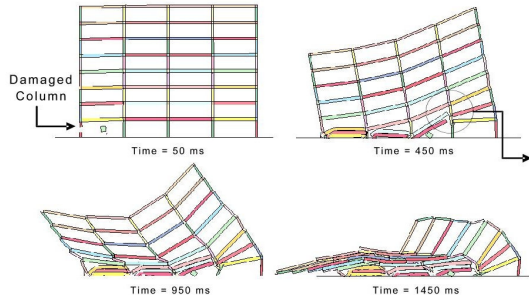 Damaged
Column
Time = 50 ms
Time = 450 ms
Time = 950 ms
Time = 1450 ms